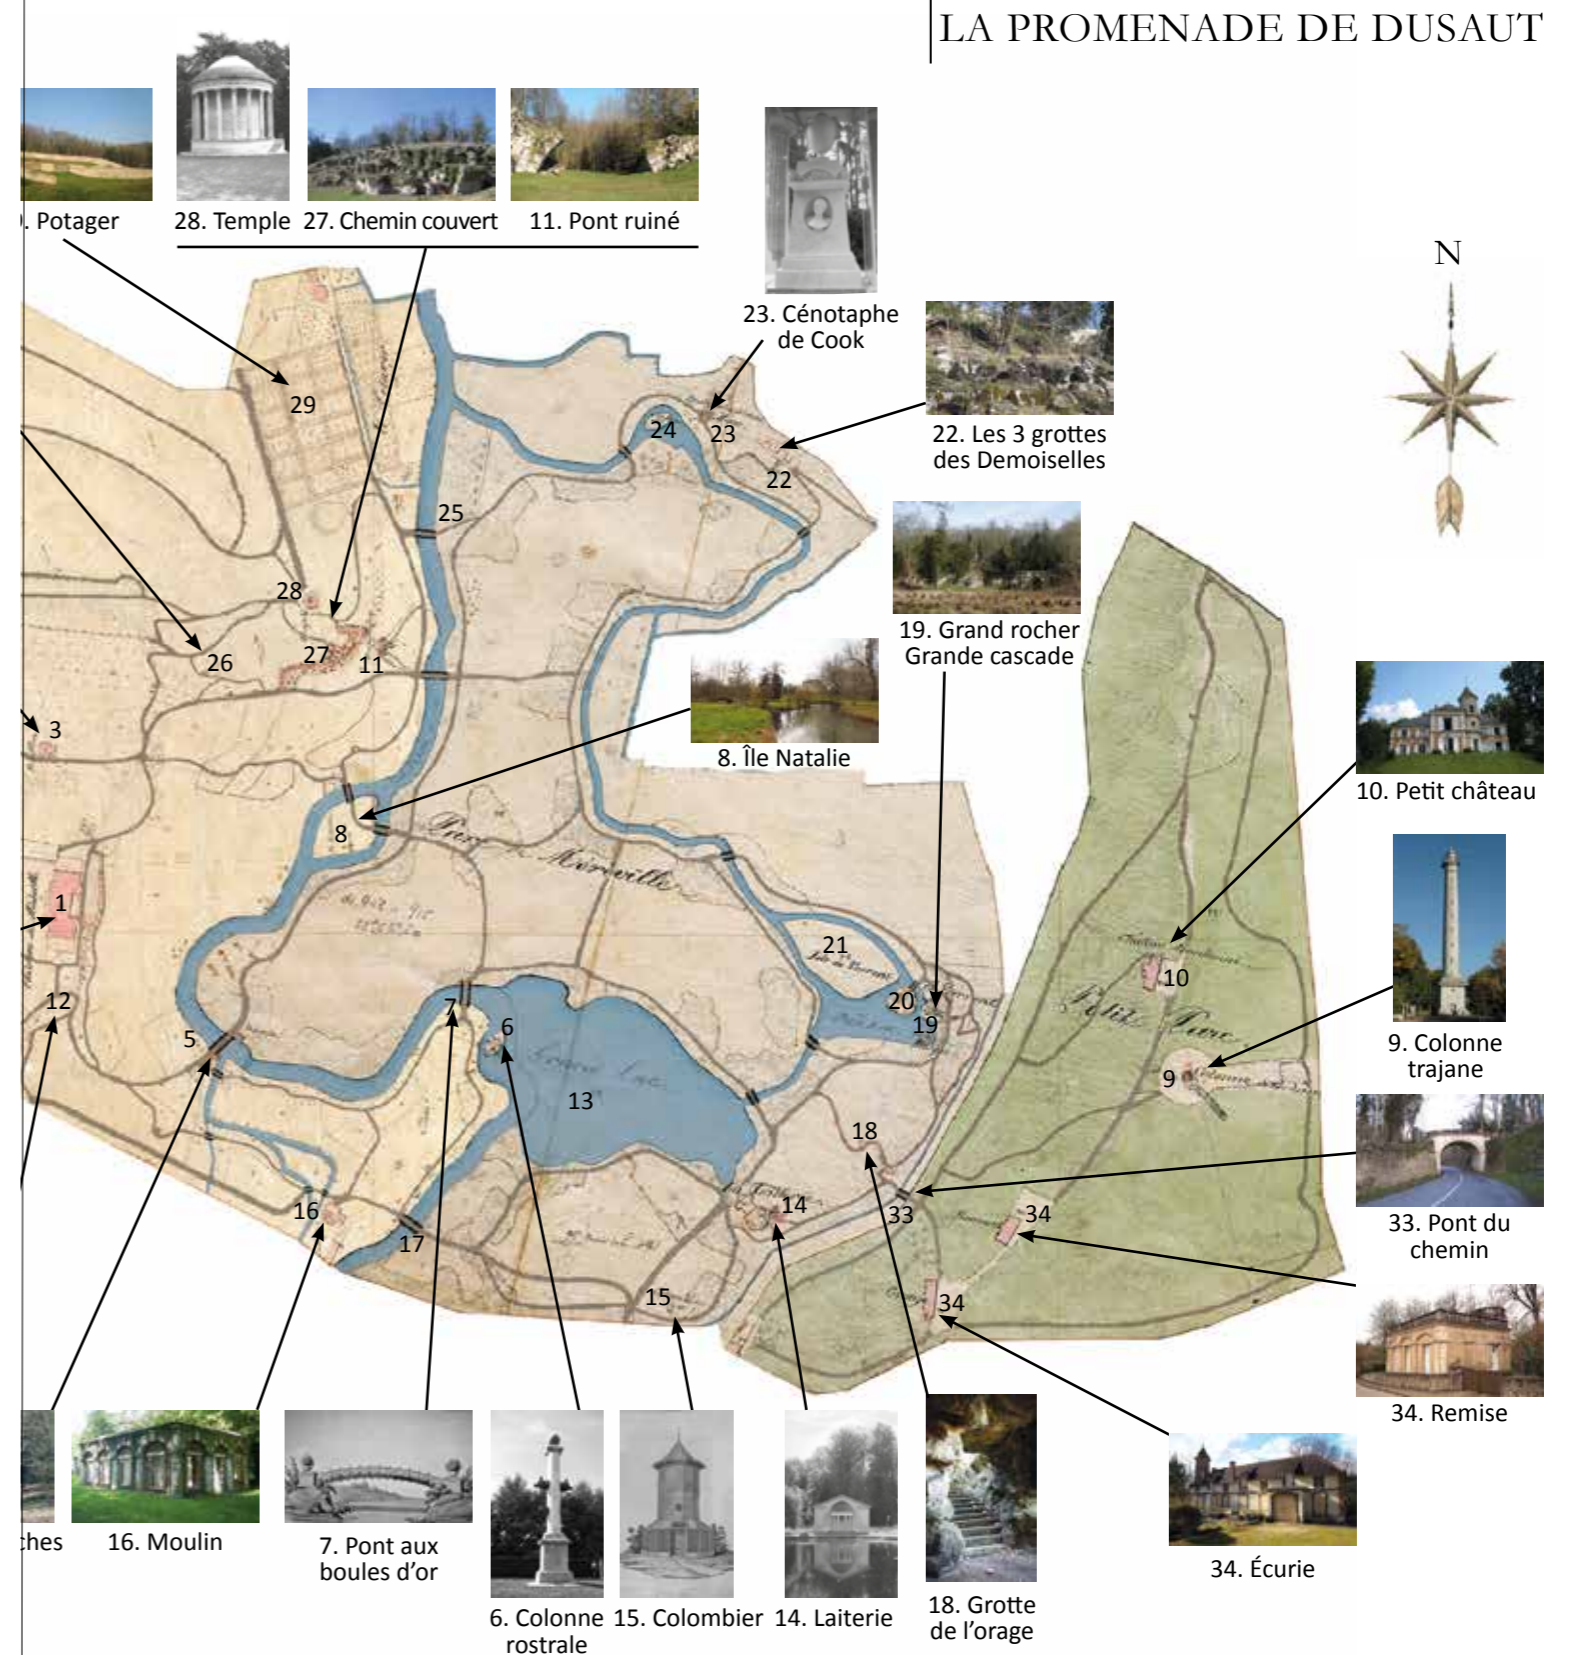 LA PROMENADE DE DUSAUT
. Potager
28. Temple
27. Chemin couvert
11. Pont ruiné
23. Cénotaphe
de Cook
N
22. Les 3 grottes
des Demoiselles
19. Grand rocher
Grande cascade
8. Île Natalie
10. Petit château
9. Colonne
trajane
33. Pont du
chemin
34. Remise
34. Écurie
ches
16. Moulin
7. Pont aux
boules d'or
6. Colonne
rostrale
15. Colombier
14. Laiterie
18. Grotte
de l'orage
29
24
23
22
25
28
27
11
26
3
8
Parc de Méréville
1
21
10
20
19
Petit Parc
12
7
6
5
Grand Lac
13
9
18
16
17
14
33
34
15
34